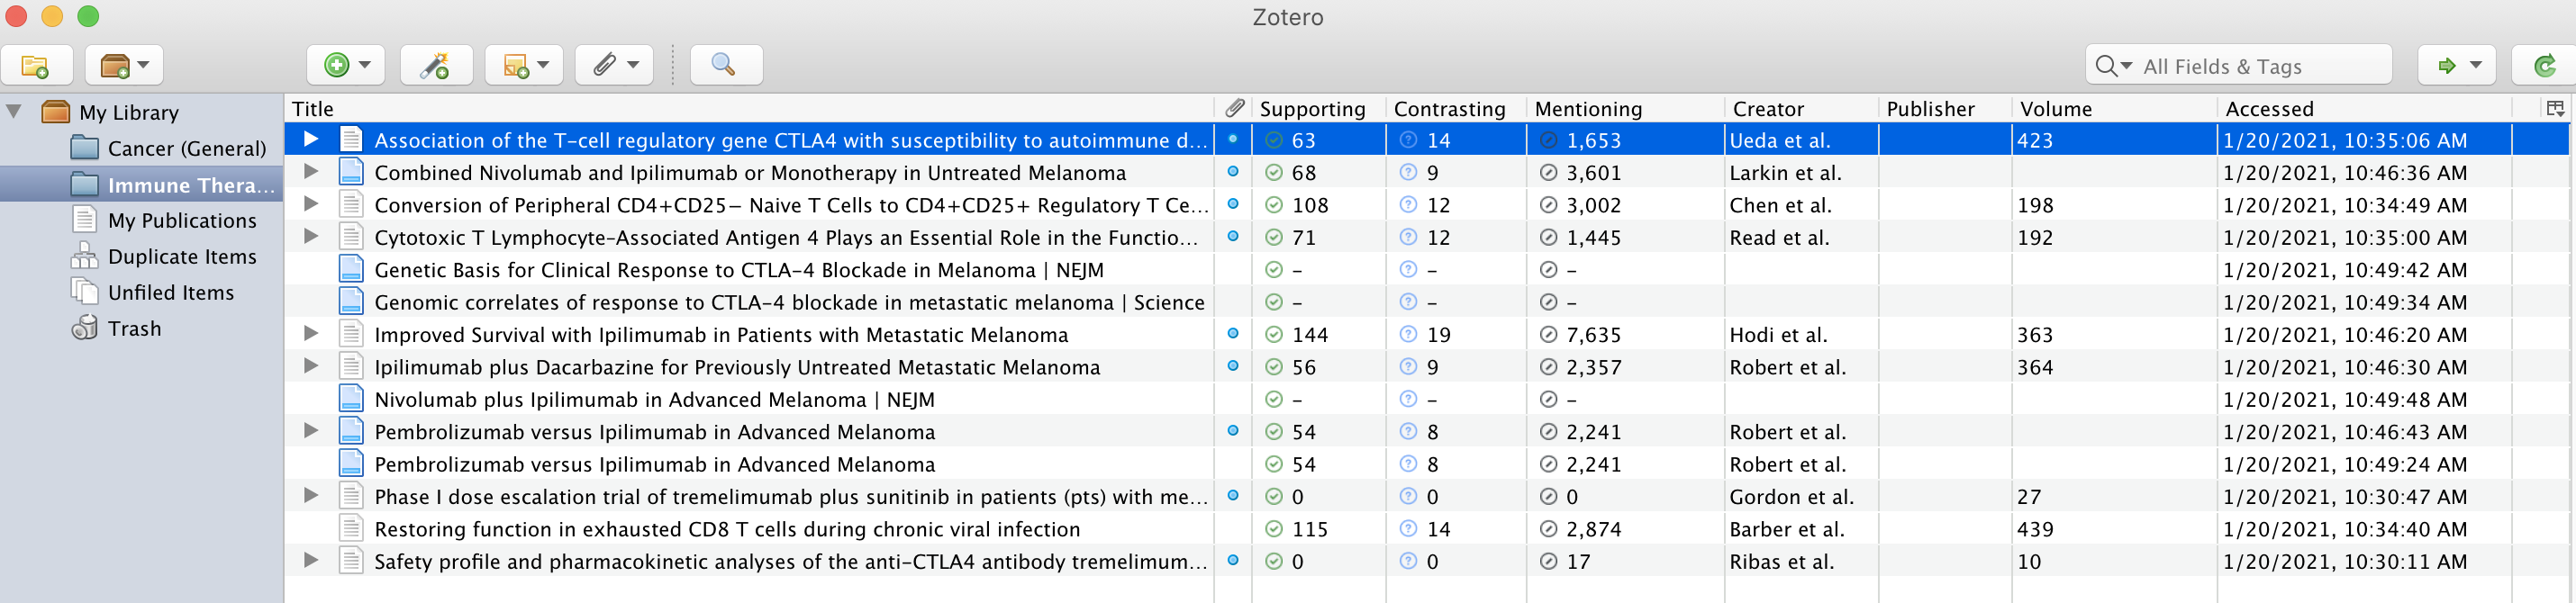 Zotero
All Fields & Tags
My Library
Cancer (General)
Immune Thera...
My Publications
Duplicate Items
Unfiled Items
Trash
Title Supporting Contrasting Mentioning Creator Publisher Volume Accessed
Association of the T-cell regulatory gene CTLA4 with susceptibility to autoimmune d... 63 14 1,653 Ueda et al. 423 1/20/2021, 10:35:06 AM
Combined Nivolumab and Ipilimumab or Monotherapy in Untreated Melanoma 68 9 3,601 Larkin et al. 1/20/2021, 10:46:36 AM
Conversion of Peripheral CD4+CD25− Naive T Cells to CD4+CD25+ Regulatory T Ce... 108 12 3,002 Chen et al. 198 1/20/2021, 10:34:49 AM
Cytotoxic T Lymphocyte–Associated Antigen 4 Plays an Essential Role in the Functio... 71 12 1,445 Read et al. 192 1/20/2021, 10:35:00 AM
Genetic Basis for Clinical Response to CTLA-4 Blockade in Melanoma | NEJM – – – 1/20/2021, 10:49:42 AM
Genomic correlates of response to CTLA-4 blockade in metastatic melanoma | Science – – – 1/20/2021, 10:49:34 AM
Improved Survival with Ipilimumab in Patients with Metastatic Melanoma 144 19 7,635 Hodi et al. 363 1/20/2021, 10:46:20 AM
Ipilimumab plus Dacarbazine for Previously Untreated Metastatic Melanoma 56 9 2,357 Robert et al. 364 1/20/2021, 10:46:30 AM
Nivolumab plus Ipilimumab in Advanced Melanoma | NEJM – – – 1/20/2021, 10:49:48 AM
Pembrolizumab versus Ipilimumab in Advanced Melanoma 54 8 2,241 Robert et al. 1/20/2021, 10:46:43 AM
Pembrolizumab versus Ipilimumab in Advanced Melanoma 54 8 2,241 Robert et al. 1/20/2021, 10:49:24 AM
Phase I dose escalation trial of tremelimumab plus sunitinib in patients (pts) with me... 0 0 0 Gordon et al. 27 1/20/2021, 10:30:47 AM
Restoring function in exhausted CD8 T cells during chronic viral infection 115 14 2,874 Barber et al. 439 1/20/2021, 10:34:40 AM
Safety profile and pharmacokinetic analyses of the anti-CTLA4 antibody tremelimum... 0 0 17 Ribas et al. 10 1/20/2021, 10:30:11 AM